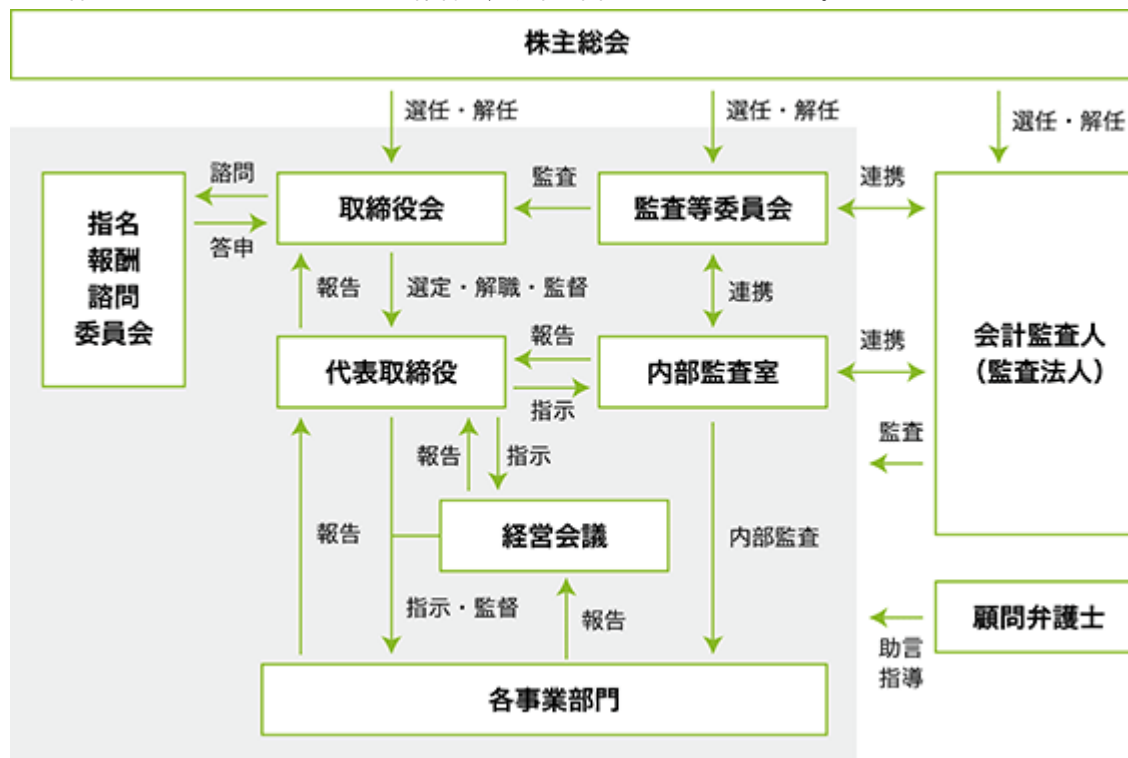 株主総会
選任・解任
選任・解任
選任・解任
諮問
監査
連携
指名
報酬
諮問
委員会
取締役会
監査等委員会
答申
報告
選定・解職・監督
連携
会計監査人
（監査法人）
報告
連携
代表取締役
内部監査室
指示
監査
報告
指示
報告
経営会議
内部監査
指示・監督
報告
顧問弁護士
助言
指導
各事業部門